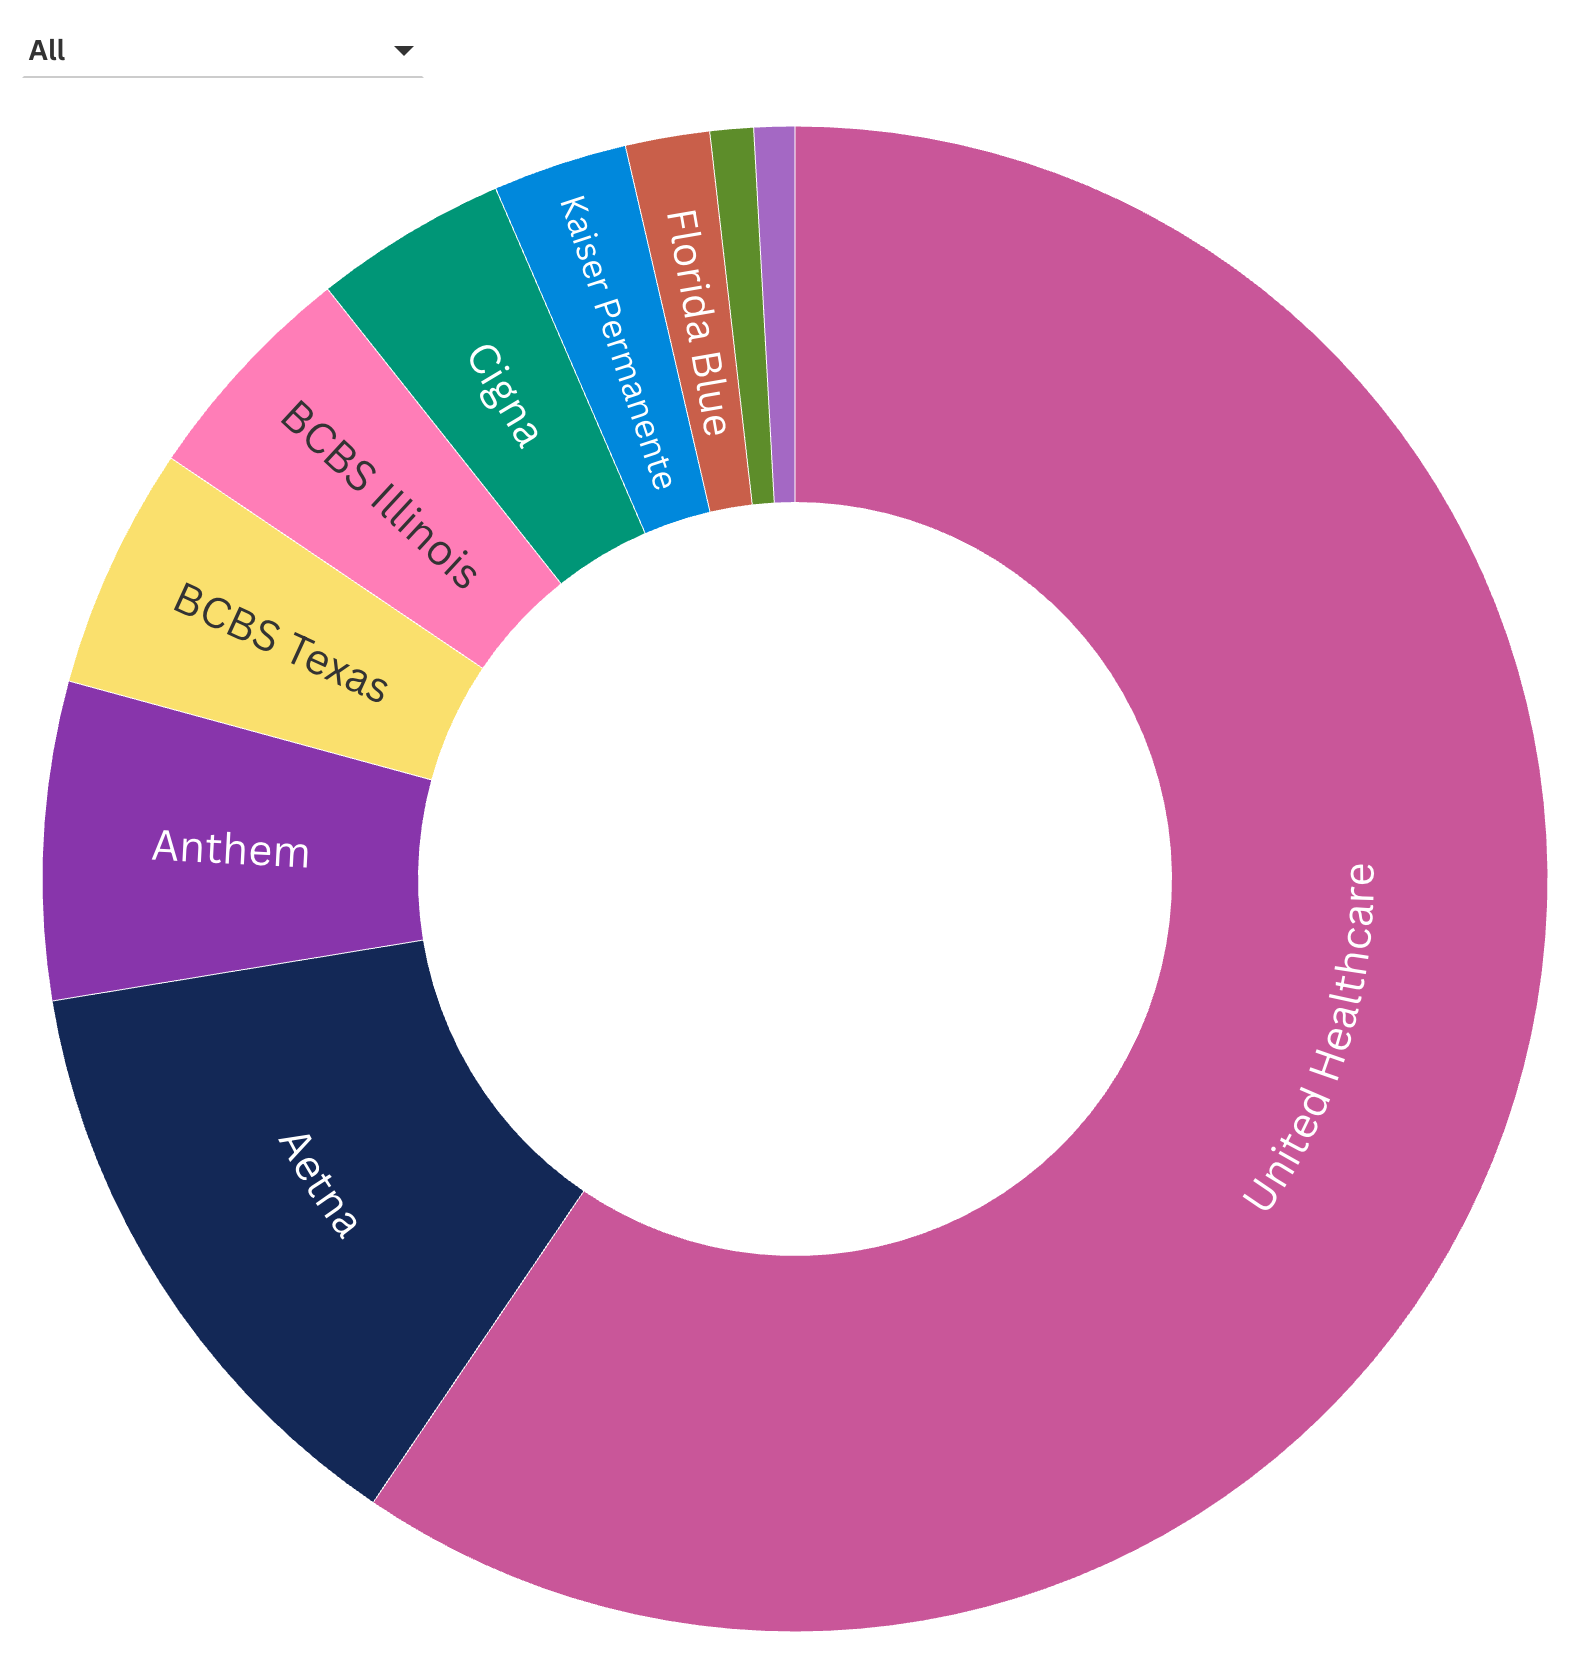 All
Kaiser Permanente
Florida Blue
Cigna
BCBS Illinois
BCBS Texas
Anthem
United Healthcare
Aetna